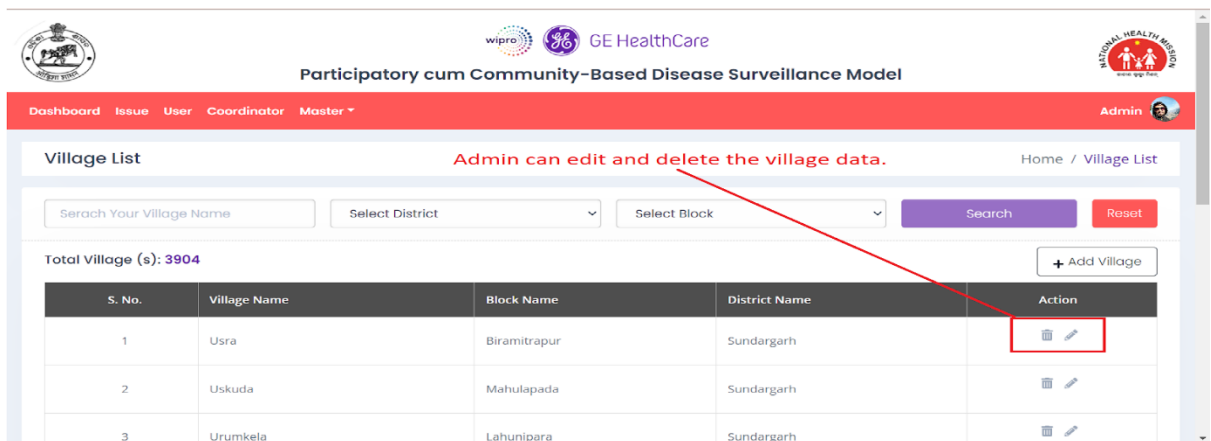 wipro GE HealthCare
NATIONAL HEALTH MISSION
Participatory cum Community-Based Disease Surveillance Model
Dashboard Issue User Coordinator Master Admin
Village List Admin can edit and delete the village data. Home / Village List
Serach Your Village Name Select District Select Block Search Reset
Total Village (s): 3904 + Add Village
S. No. Village Name Block Name District Name Action
1 Usra Biramitrapur Sundargarh
2 Uskuda Mahulapada Sundargarh
3 Urumkela Lahunipara Sundargarh